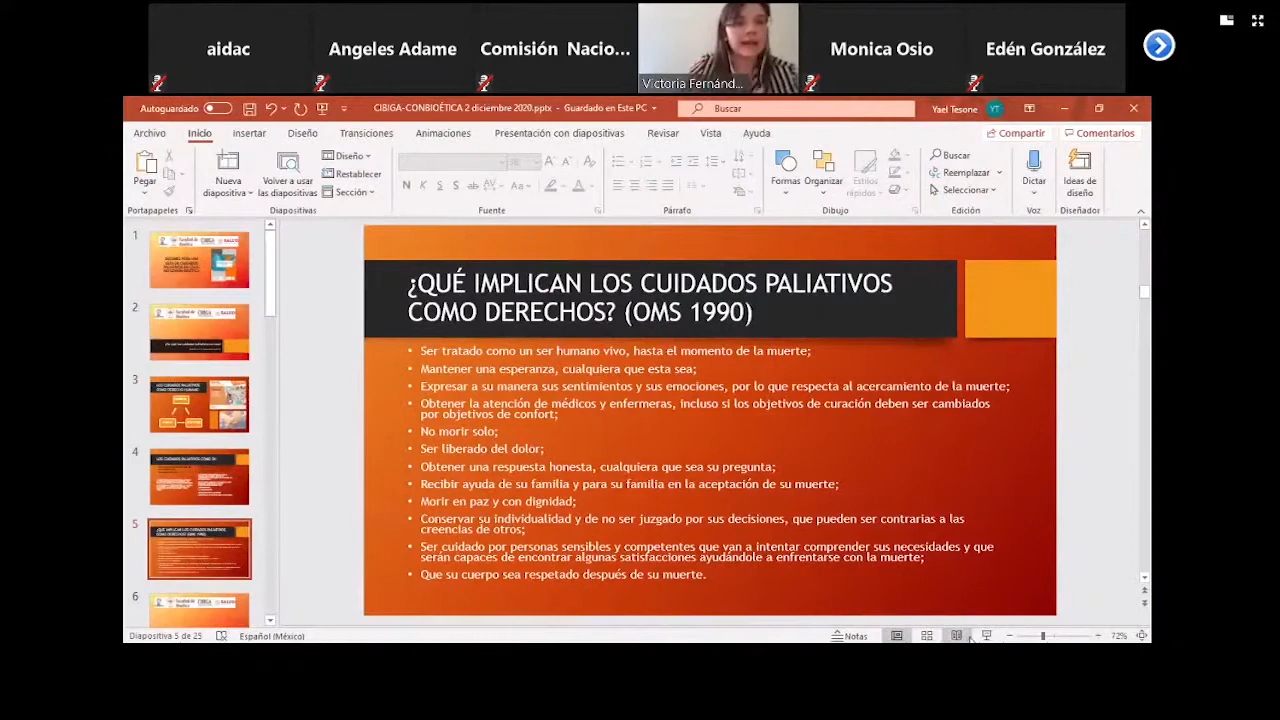 aidac
Angeles Adame
Comisión Nacio...
Victoria Fernánd...
Monica Osio
Edén González
Autoguardado
CIBIGA-CONBIOÉTICA 2 diciembre 2020.pptx - Guardado en Este PC
Buscar
Yael Tesone
YT
Archivo
Inicio
Insertar
Diseño
Transiciones
Animaciones
Presentación con diapositivas
Revisar
Vista
Ayuda
Compartir
Comentarios
Pegar
Nueva
diapositiva
Volver a usar
las diapositivas
Diseño
Restablecer
Sección
N K S S ab AV Aa
Formas
Organizar
Estilos
rápidos
Buscar
Reemplazar
Seleccionar
Dictar
Ideas de
diseño
Portapapeles
Diapositivas
Fuente
Párrafo
Dibujo
Edición
Voz
Diseñador
1
2
3
4
5
6
¿QUÉ IMPLICAN LOS CUIDADOS PALIATIVOS
COMO DERECHOS? (OMS 1990)
• Ser tratado como un ser humano vivo, hasta el momento de la muerte;
• Mantener una esperanza, cualquiera que esta sea;
• Expresar a su manera sus sentimientos y sus emociones, por lo que respecta al acercamiento de la muerte;
• Obtener la atención de médicos y enfermeras, incluso si los objetivos de curación deben ser cambiados
por objetivos de confort;
• No morir solo;
• Ser liberado del dolor;
• Obtener una respuesta honesta, cualquiera que sea su pregunta;
• Recibir ayuda de su familia y para su familia en la aceptación de su muerte;
• Morir en paz y con dignidad;
• Conservar su individualidad y de no ser juzgado por sus decisiones, que pueden ser contrarias a las
creencias de otros;
• Ser cuidado por personas sensibles y competentes que van a intentar comprender sus necesidades y que
serán capaces de encontrar algunas satisfacciones ayudándole a enfrentarse con la muerte;
• Que su cuerpo sea respetado después de su muerte.
Diapositiva 5 de 25
Español (México)
Notas
72%